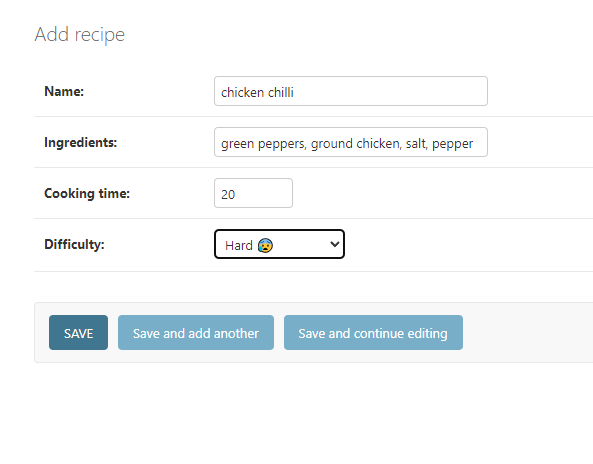 Add recipe
Name: chicken chilli
Ingredients: green peppers, ground chicken, salt, pepper
Cooking time: 20
Difficulty: Hard 😰
SAVE Save and add another Save and continue editing